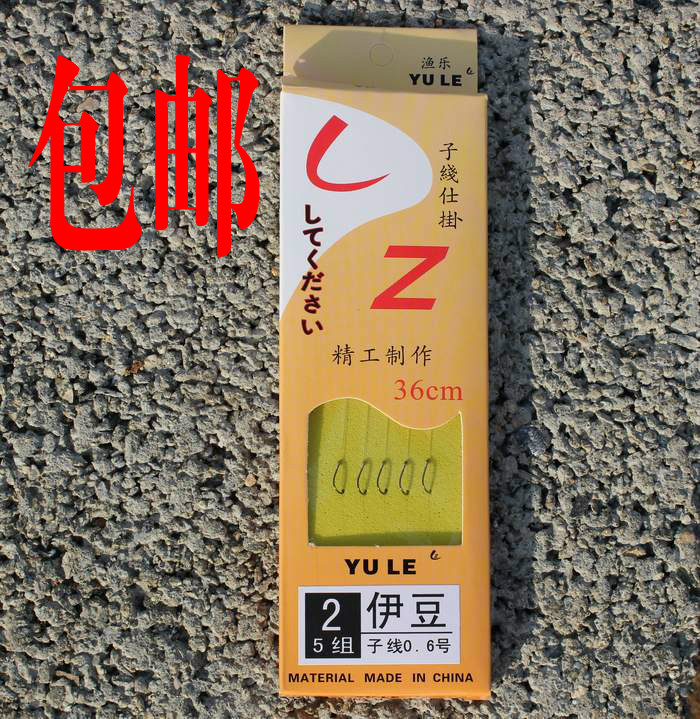 包邮
渔乐
YU LE
子綫仕掛
し
してください
Z
精工制作
36cm
YU LE
2
5组
伊豆
子线0.6号
MATERIAL MADE IN CHINA